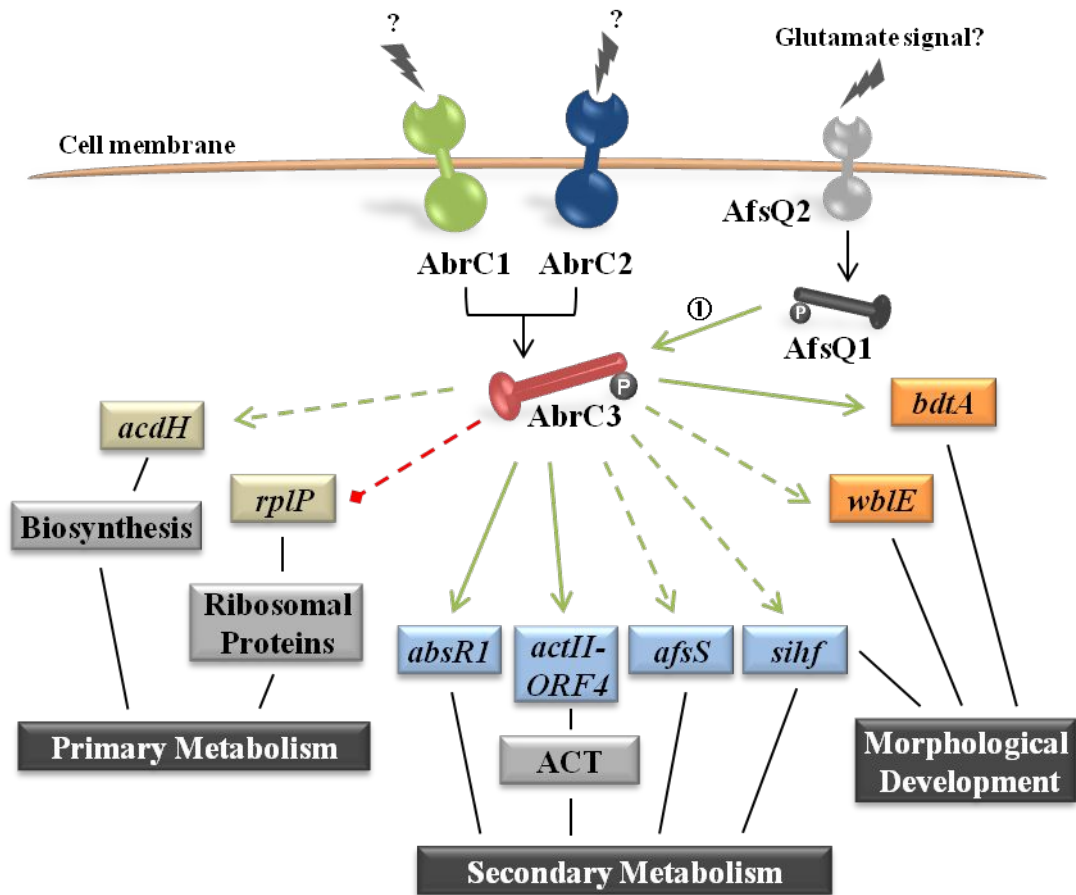 ?
?
Glutamate signal?
Cell membrane
AfsQ2
AbrC1
AbrC2
①
P
AfsQ1
P
AbrC3
bdtA
acdH
rplP
wblE
Biosynthesis
Ribosomal
Proteins
absR1
actII-
ORF4
afsS
sihf
Primary Metabolism
ACT
Morphological
Development
Secondary Metabolism